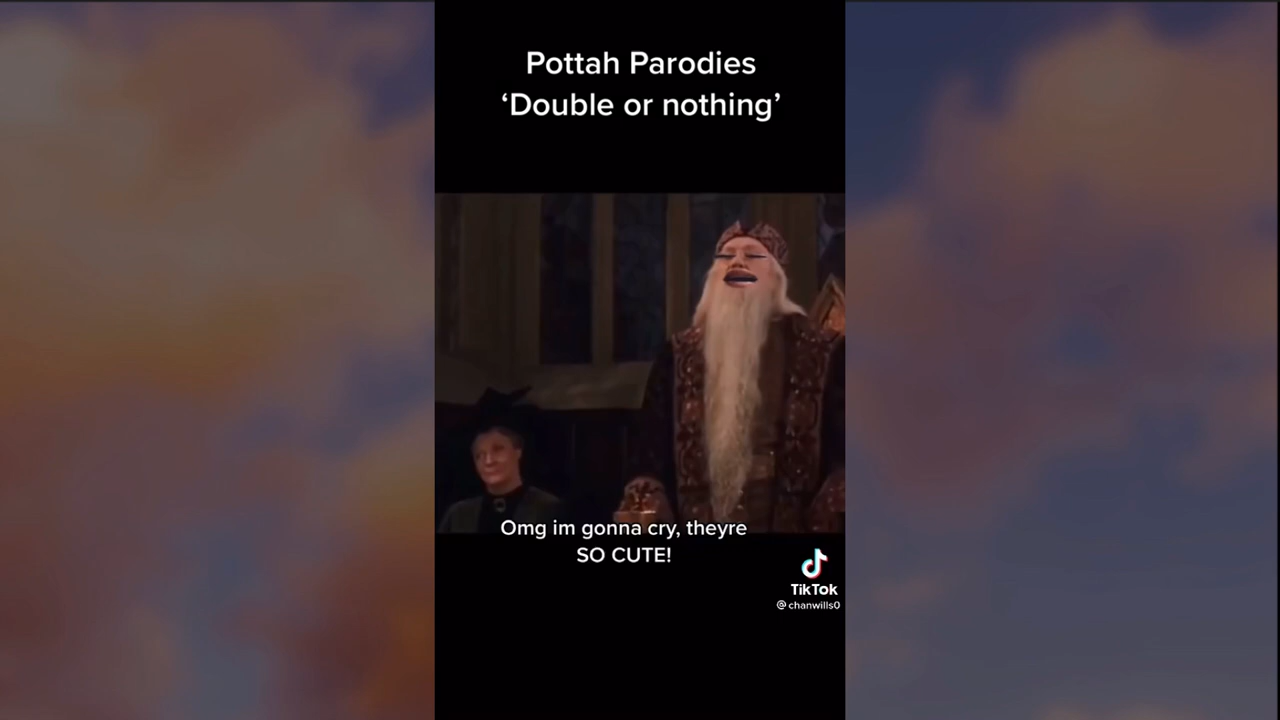 Pottah Parodies
‘Double or nothing’
Omg im gonna cry, theyre
SO CUTE!
TikTok
@chanwills0